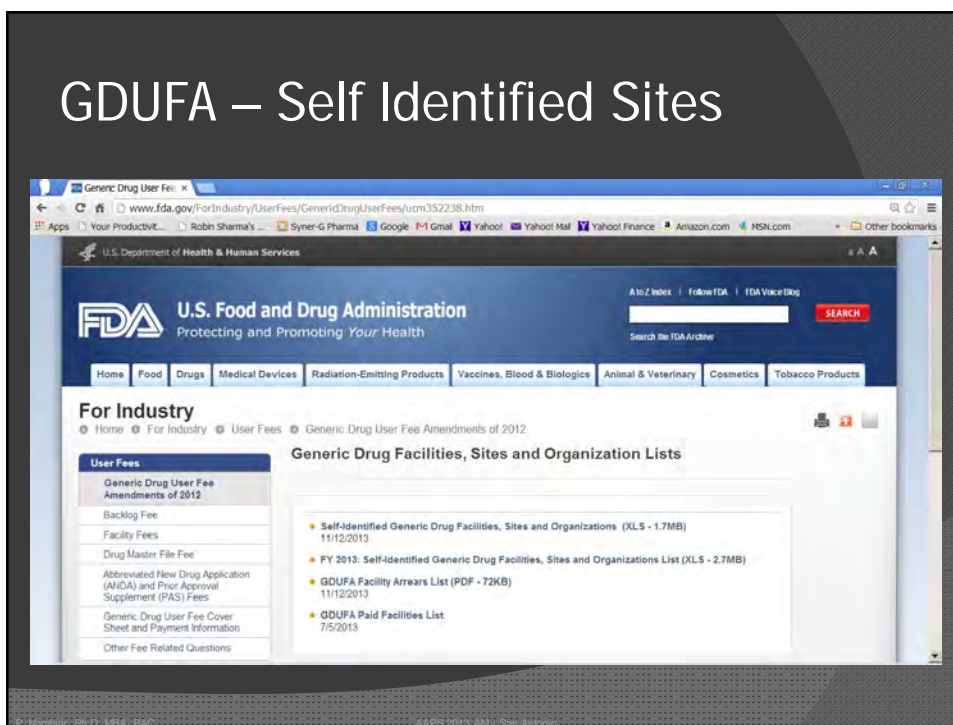 GDUFA – Self Identified Sites
Generic Drug User Fee ×
www.fda.gov/ForIndustry/UserFees/GenericDrugUserFees/ucm352238.htm
Apps Your Productivit... Robin Sharma's ... Syner-G Pharma Google Gmail Yahoo! Yahoo! Mail Yahoo! Finance Amazon.com MSN.com » Other bookmarks
U.S. Department of Health & Human Services
a A A
A to Z Index | Follow FDA | FDA Voice Blog
FDA U.S. Food and Drug Administration
SEARCH
Protecting and Promoting Your Health
Search the FDA Archive
Home Food Drugs Medical Devices Radiation-Emitting Products Vaccines, Blood & Biologics Animal & Veterinary Cosmetics Tobacco Products
For Industry
Home For Industry User Fees Generic Drug User Fee Amendments of 2012
User Fees
Generic Drug User Fee
Amendments of 2012
Backlog Fee
Facility Fees
Drug Master File Fee
Abbreviated New Drug Application
(ANDA) and Prior Approval
Supplement (PAS) Fees
Generic Drug User Fee Cover
Sheet and Payment Information
Other Fee Related Questions
Generic Drug Facilities, Sites and Organization Lists
Self-Identified Generic Drug Facilities, Sites and Organizations (XLS - 1.7MB)
11/12/2013
FY 2013: Self-Identified Generic Drug Facilities, Sites and Organizations List (XLS - 2.7MB)
GDUFA Facility Arrears List (PDF - 72KB)
11/12/2013
GDUFA Paid Facilities List
7/5/2013
P. Nambiar, Ph.D, MBA, RAC
AAPS 2013 AM - San Antonio